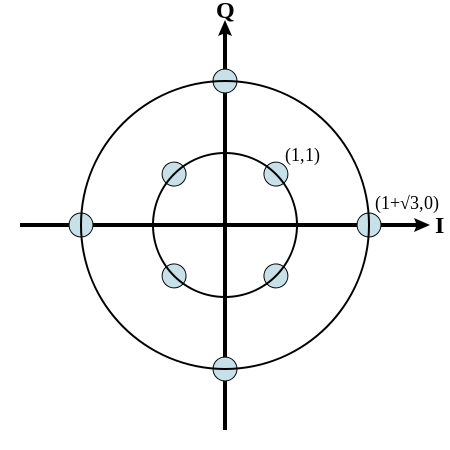 Q
(1,1)
(1+√3,0)
I